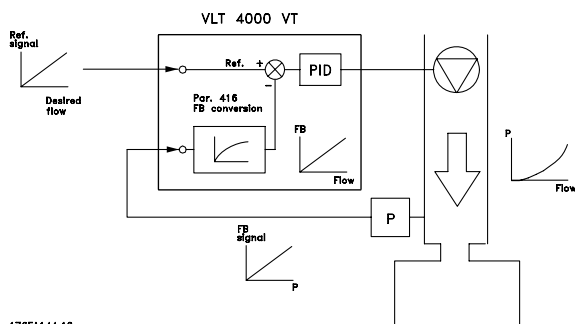 VLT 4000 VT
Ref.
signal
Desired
flow
Ref.
+
-
PID
Par. 416
FB conversion
FB
Flow
P
Flow
P
FB
signal
P